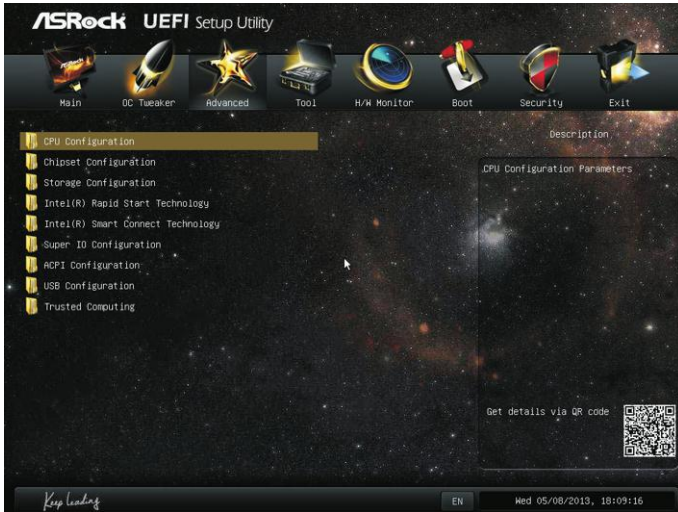 ASRock UEFI Setup Utility
ASRock
Main OC Tweaker Advanced Tool H/W Monitor Boot Security Exit
CPU Configuration
Chipset Configuration
Storage Configuration
Intel(R) Rapid Start Technology
Intel(R) Smart Connect Technology
Super IO Configuration
ACPI Configuration
USB Configuration
Trusted Computing
Description
CPU Configuration Parameters
Get details via QR code
Keep Leading
EN
Wed 05/08/2013, 18:09:16